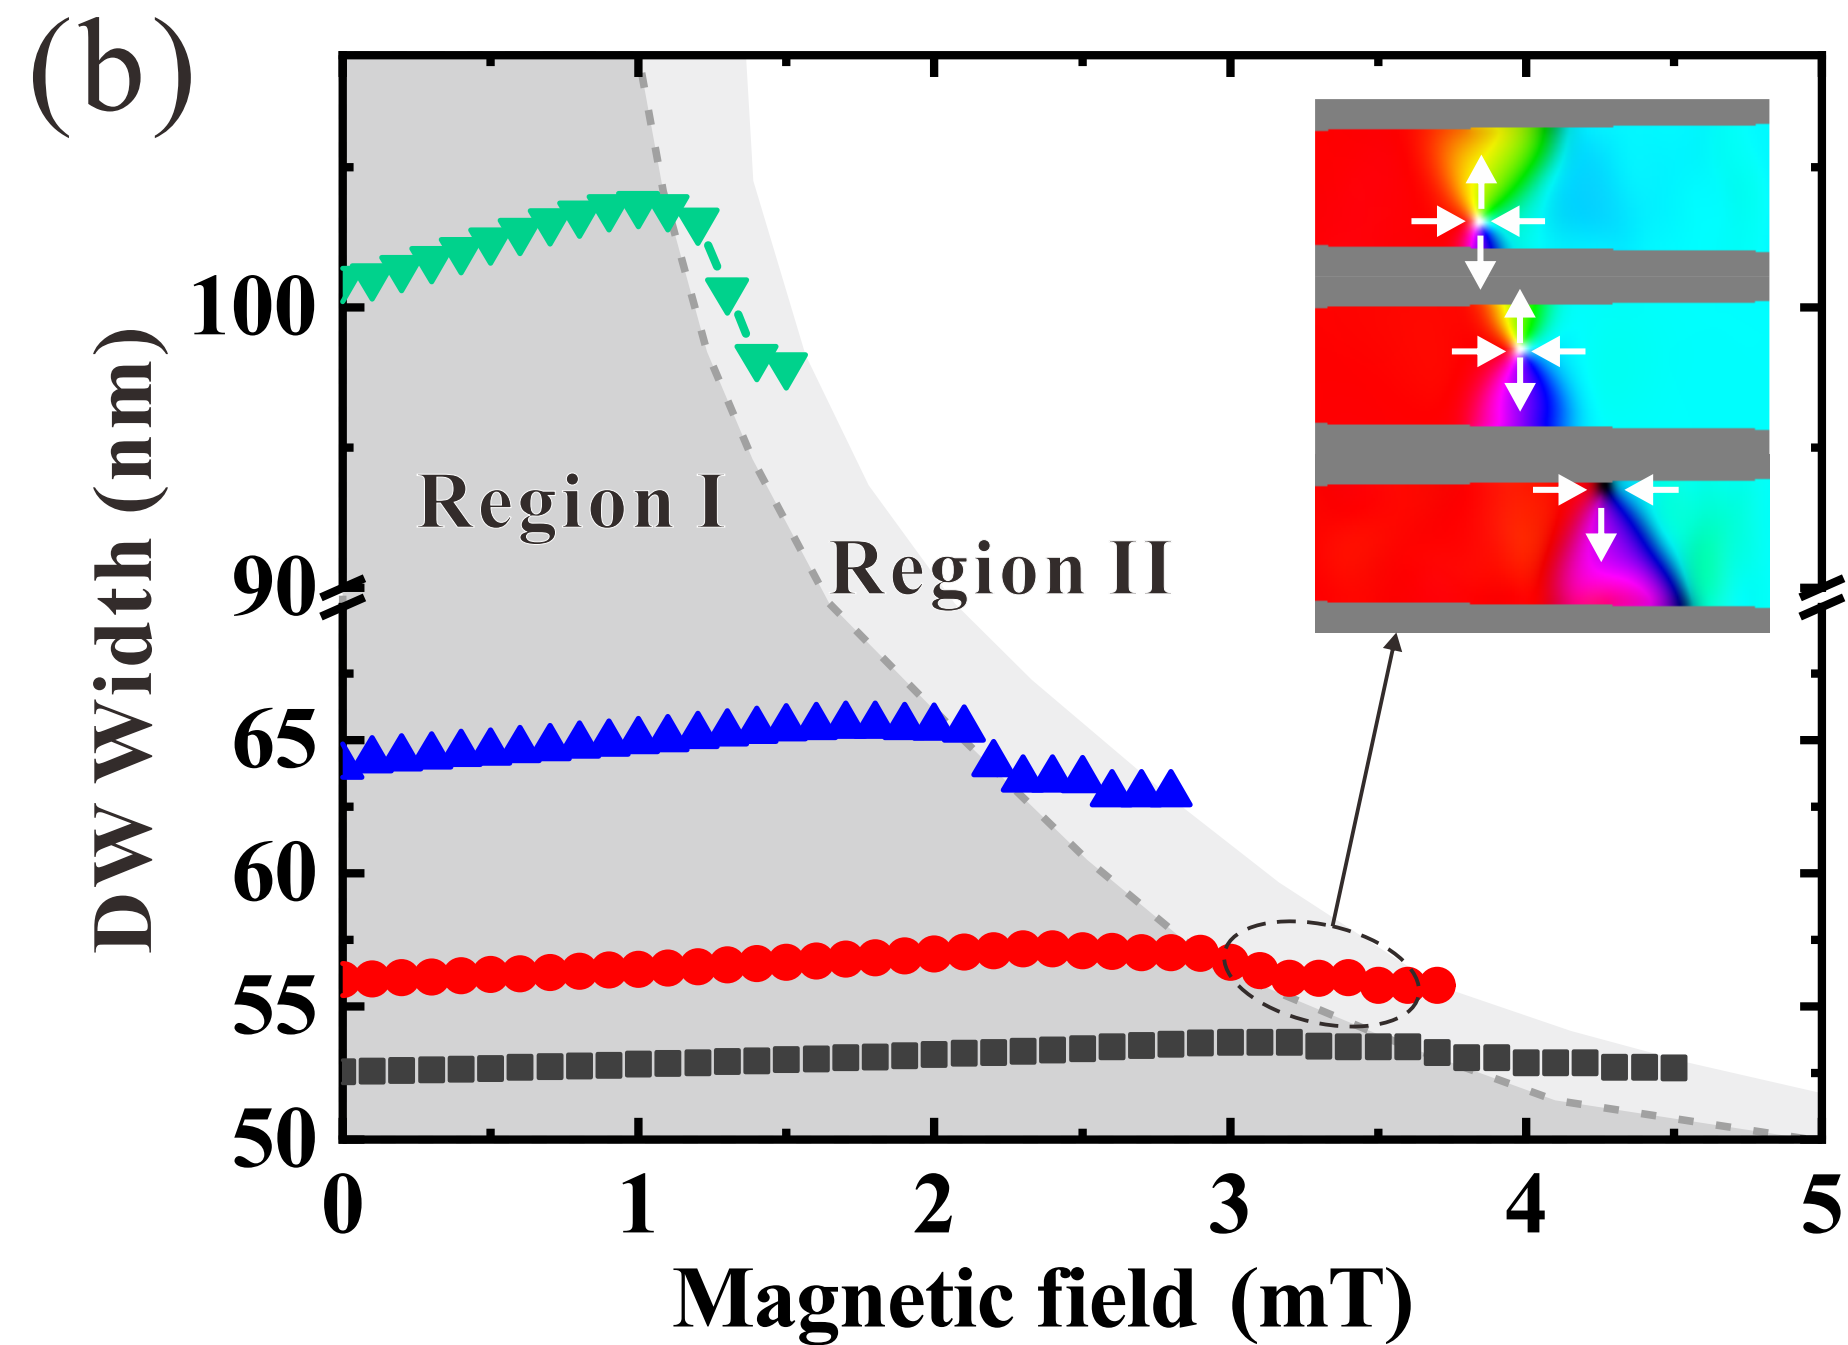 (b)
DW Width (nm)
100
90
65
60
55
50
Region I
Region II
0 1 2 3 4 5
Magnetic field (mT)